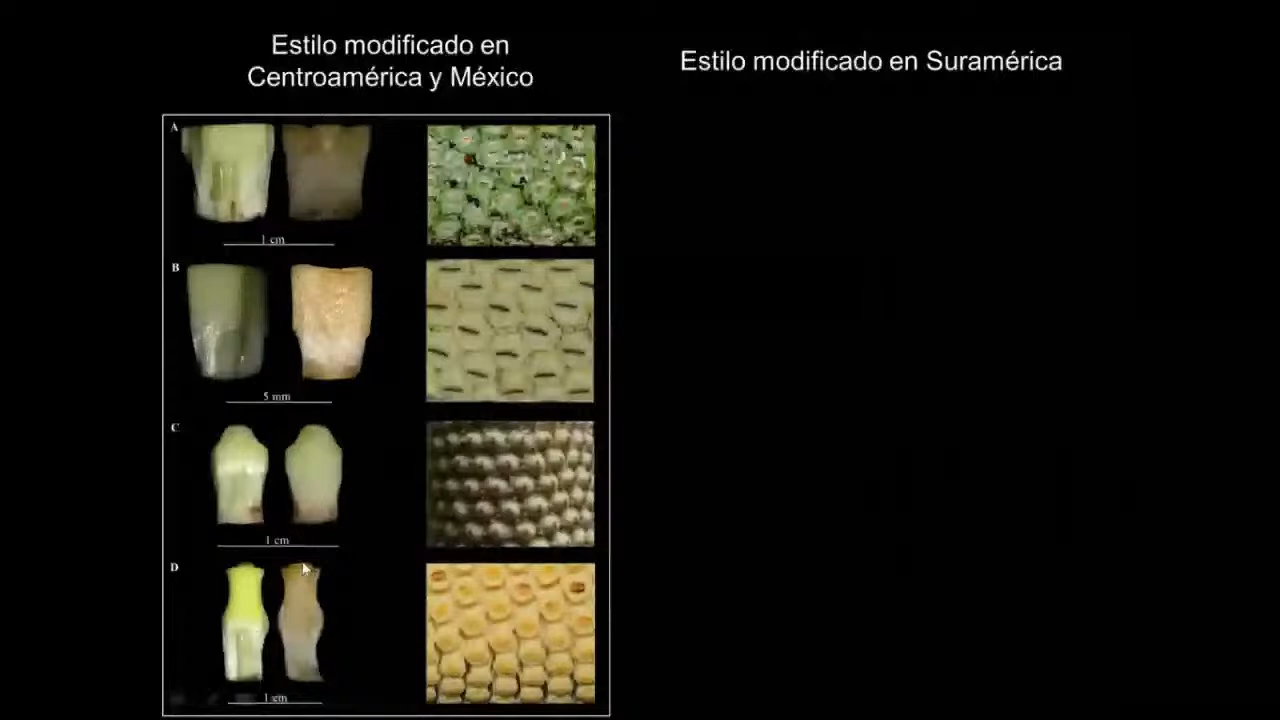 Estilo modificado en
Centroamérica y México
Estilo modificado en Suramérica
A
1 cm
B
5 mm
C
1 cm
D
1 cm